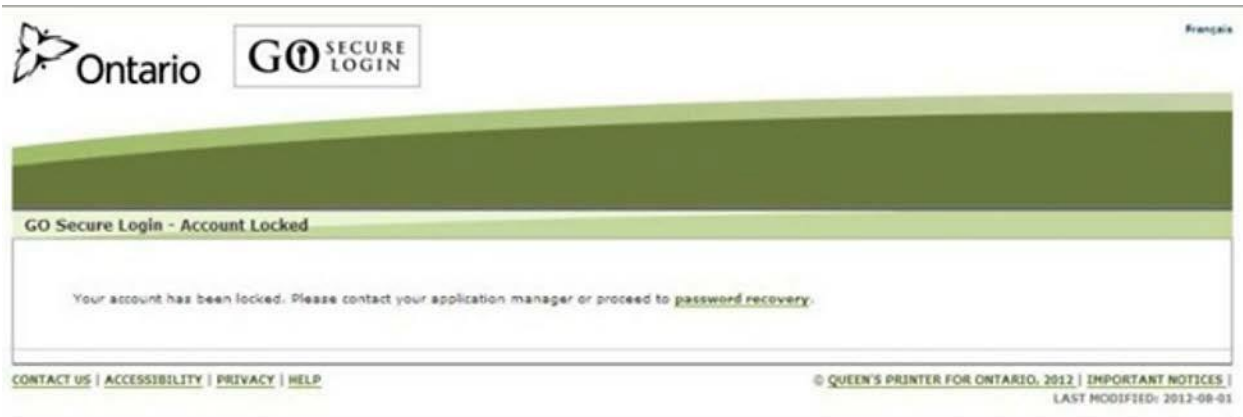 Ontario
GO SECURE LOGIN
Français
GO Secure Login - Account Locked
Your account has been locked. Please contact your application manager or proceed to password recovery.
CONTACT US | ACCESSIBILITY | PRIVACY | HELP
© QUEEN'S PRINTER FOR ONTARIO, 2012 | IMPORTANT NOTICES |
LAST MODIFIED: 2012-08-01